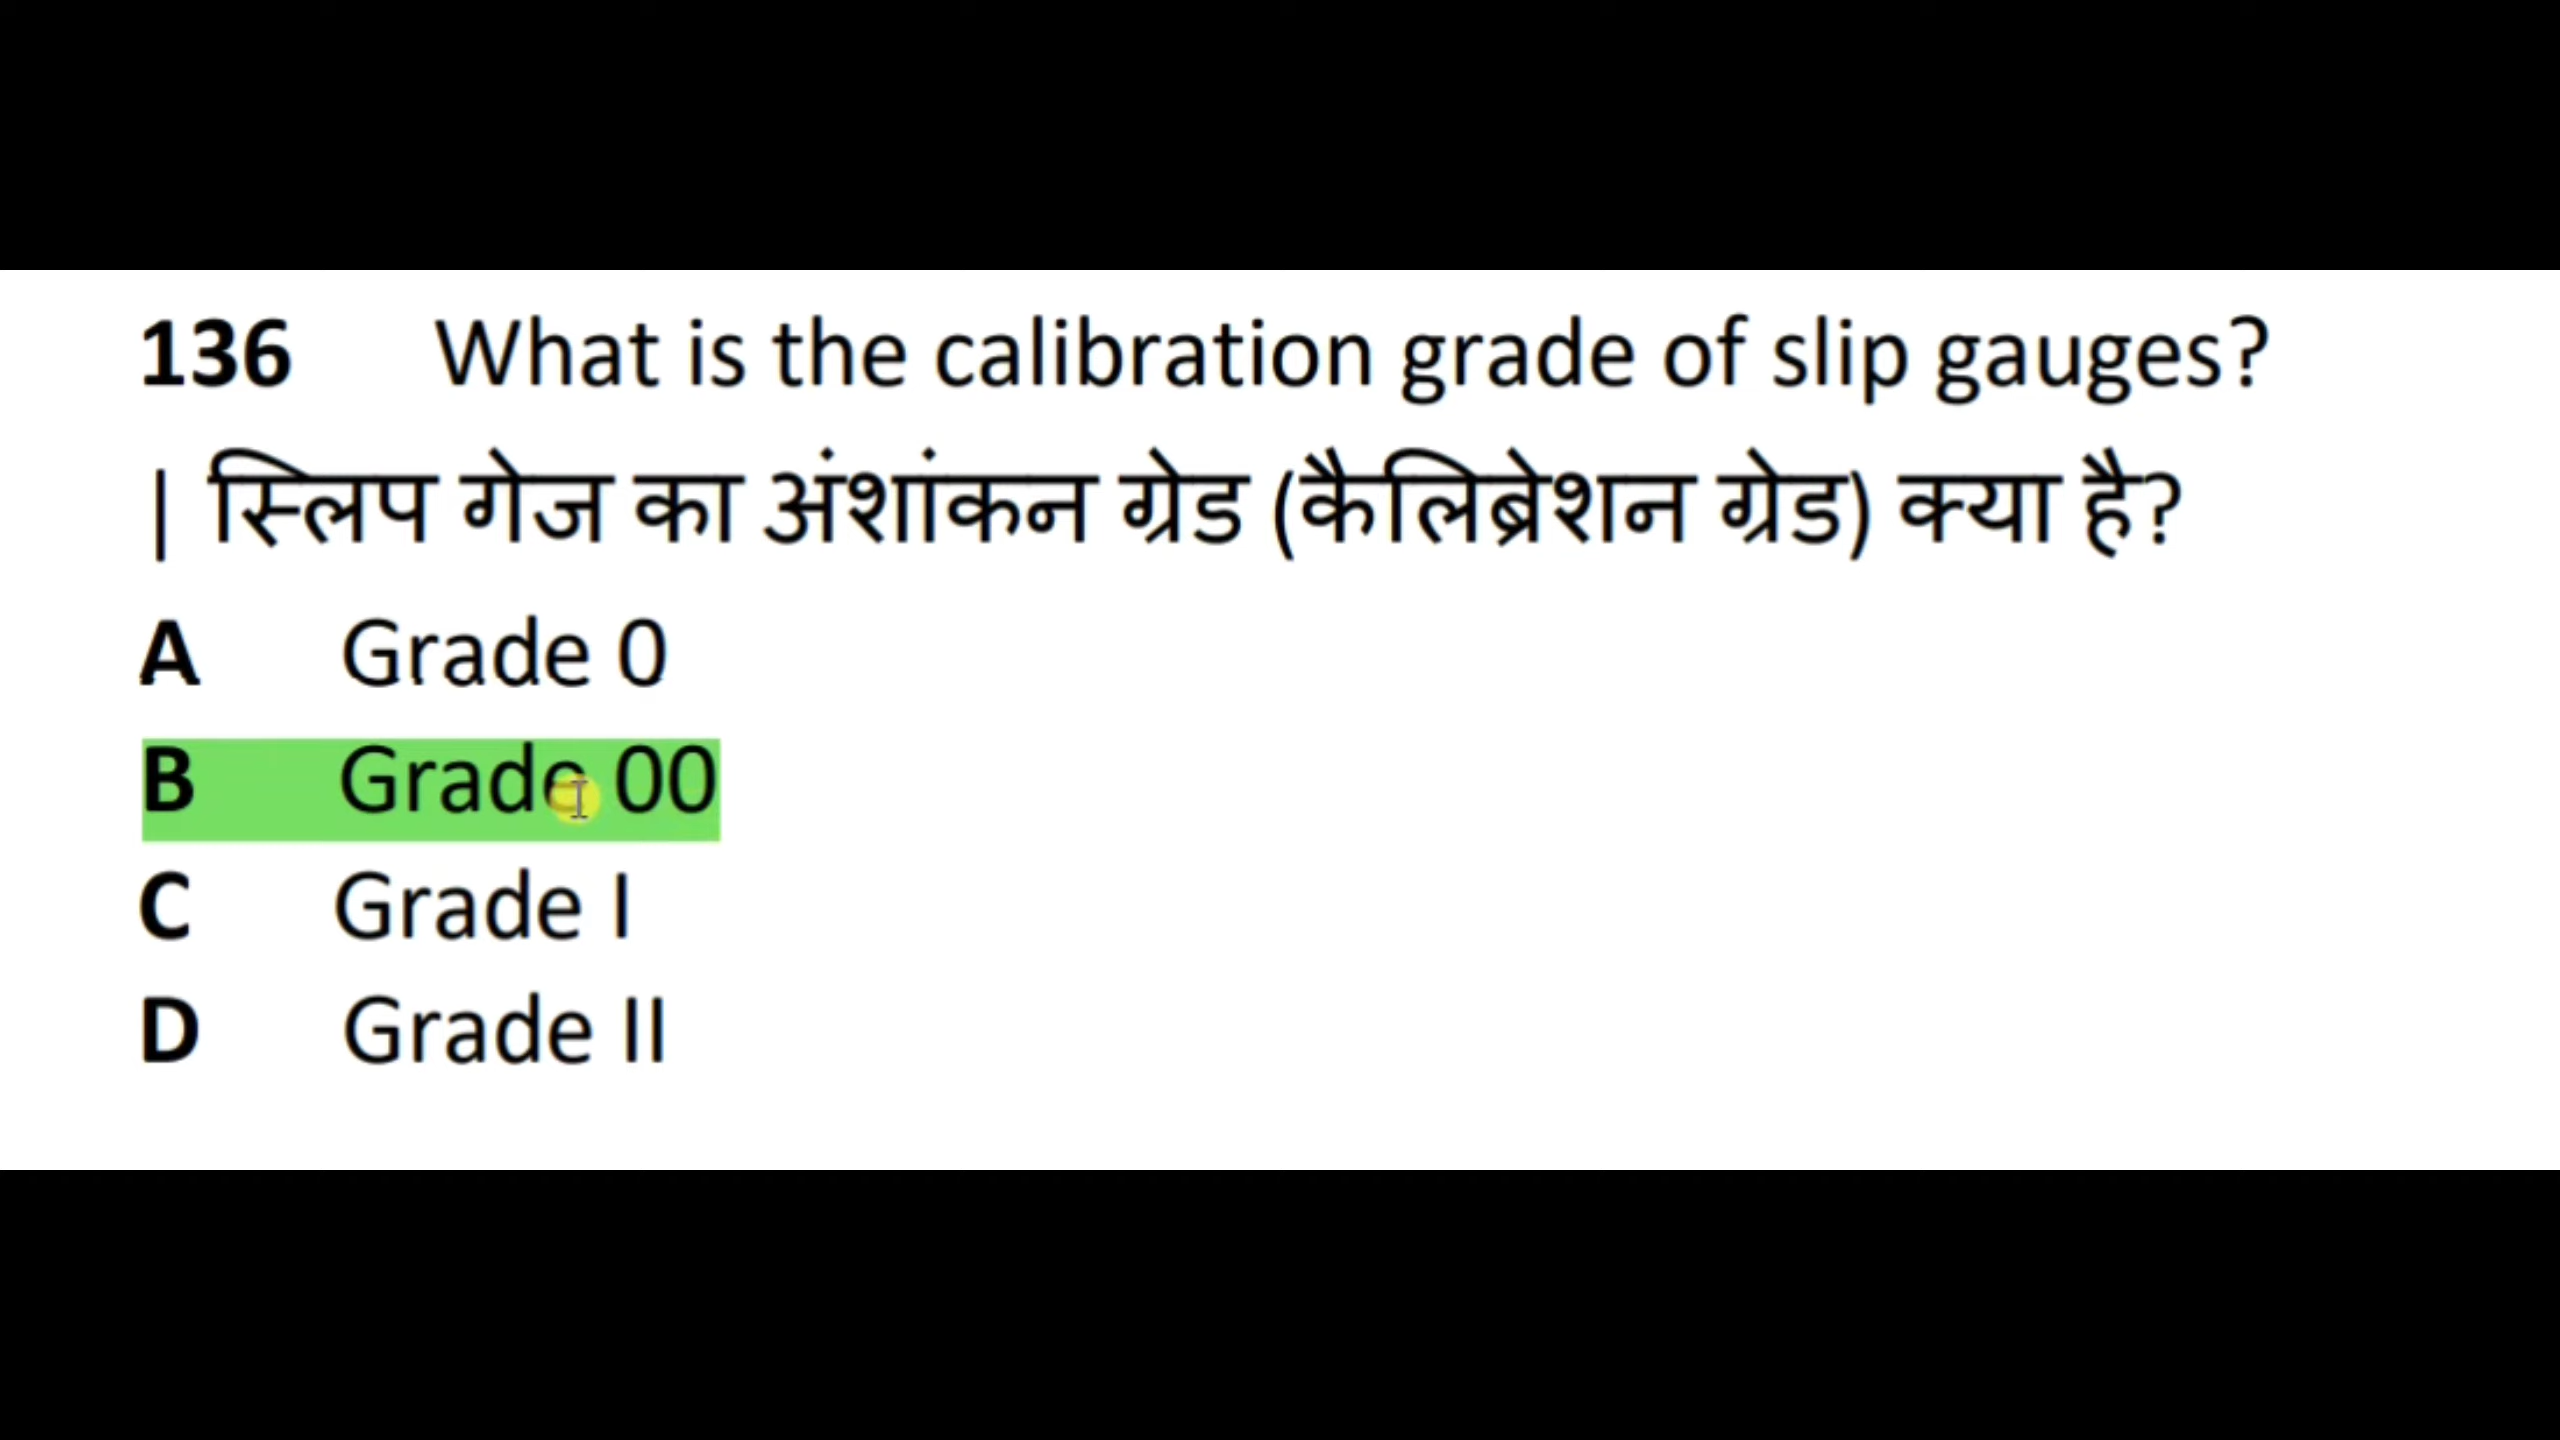 136 What is the calibration grade of slip gauges?
| स्लिप गेज का अंशांकन ग्रेड (कैलिब्रेशन ग्रेड) क्या है?
A Grade 0
B Grade 00
C Grade I
D Grade II